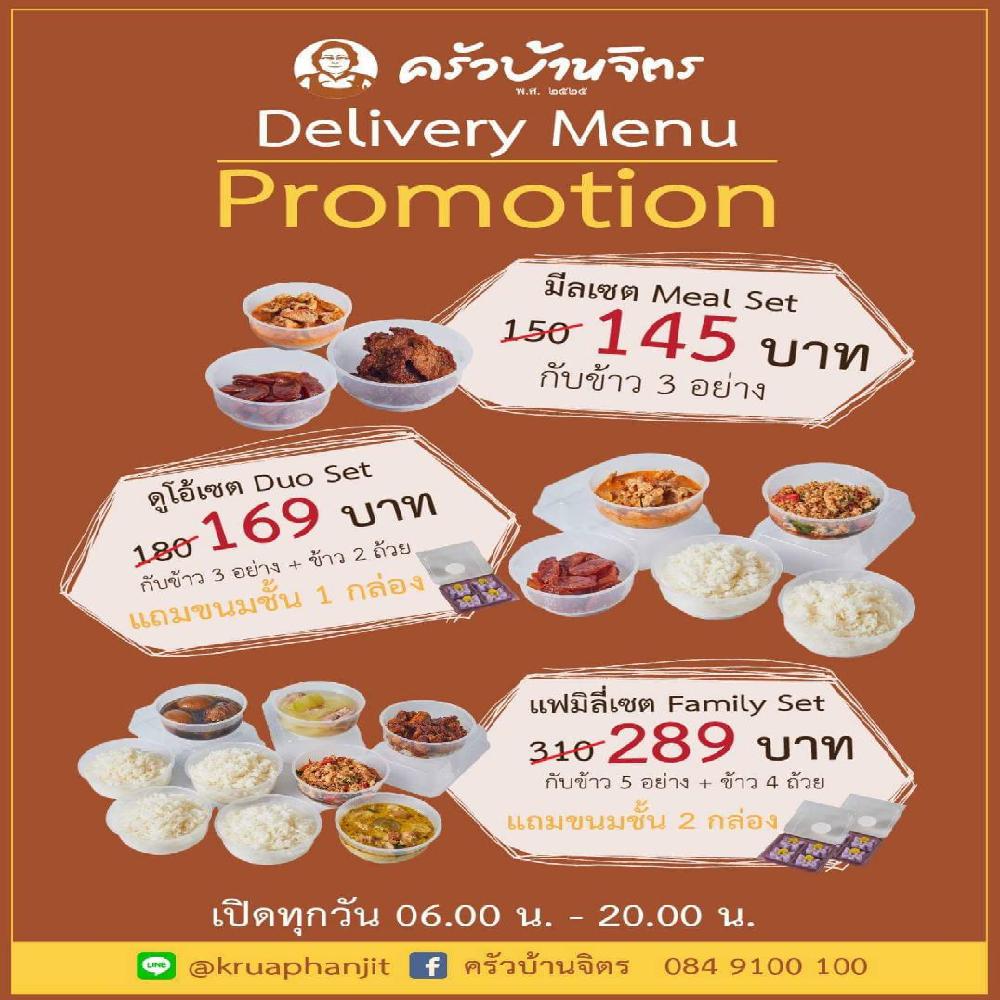 ครัวบ้านจิตร
พ.ศ. ๒๕๒๕
Delivery Menu
Promotion
มีลเซต Meal Set
150 145 บาท
กับข้าว 3 อย่าง
ดูโอ้เซต Duo Set
180 169 บาท
กับข้าว 3 อย่าง + ข้าว 2 ถ้วย
แถมขนมชั้น 1 กล่อง
แฟมิลี่เซต Family Set
310 289 บาท
กับข้าว 5 อย่าง + ข้าว 4 ถ้วย
แถมขนมชั้น 2 กล่อง
เปิดทุกวัน 06.00 น. - 20.00 น.
LINE @kruaphanjit f ครัวบ้านจิตร 084 9100 100